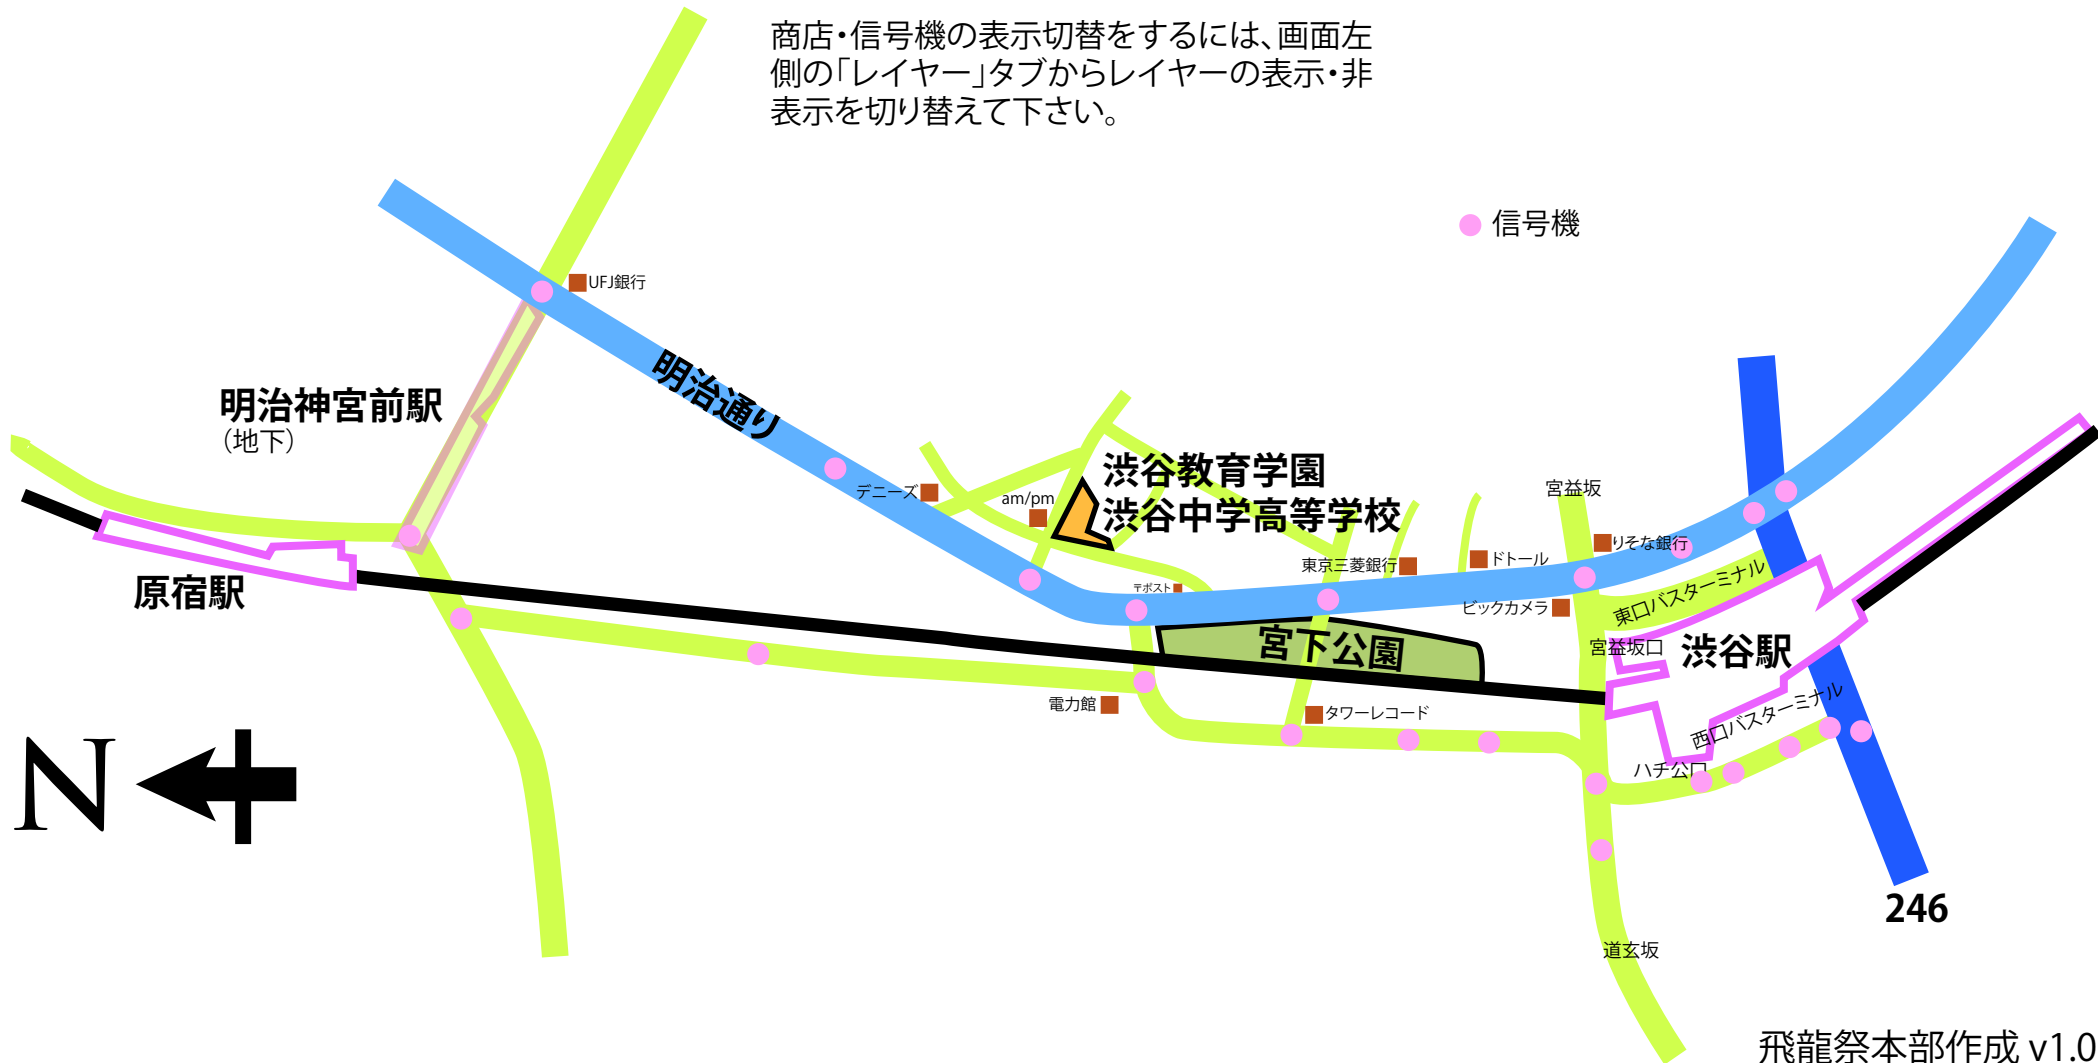 商店・信号機の表示切替をするには、画面左
側の「レイヤー」タブからレイヤーの表示・非
表示を切り替えて下さい。
信号機
UFJ銀行
明治通り
明治神宮前駅
（地下）
デニーズ
am/pm
渋谷教育学園
渋谷中学高等学校
宮益坂
りそな銀行
東京三菱銀行
ドトール
〒ポスト
ビックカメラ
東口バスターミナル
原宿駅
宮下公園
宮益坂口
渋谷駅
電力館
タワーレコード
西口バスターミナル
ハチ公口
N
246
道玄坂
飛龍祭本部作成 v1.0